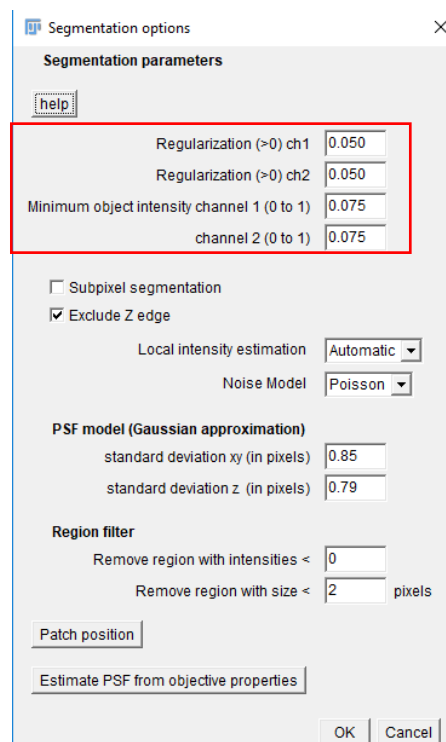 Segmentation options
Segmentation parameters
help
Regularization (>0) ch1 0.050
Regularization (>0) ch2 0.050
Minimum object intensity channel 1 (0 to 1) 0.075
channel 2 (0 to 1) 0.075
Subpixel segmentation
Exclude Z edge
Local intensity estimation Automatic
Noise Model Poisson
PSF model (Gaussian approximation)
standard deviation xy (in pixels) 0.85
standard deviation z (in pixels) 0.79
Region filter
Remove region with intensities < 0
Remove region with size < 2 pixels
Patch position
Estimate PSF from objective properties
OK Cancel